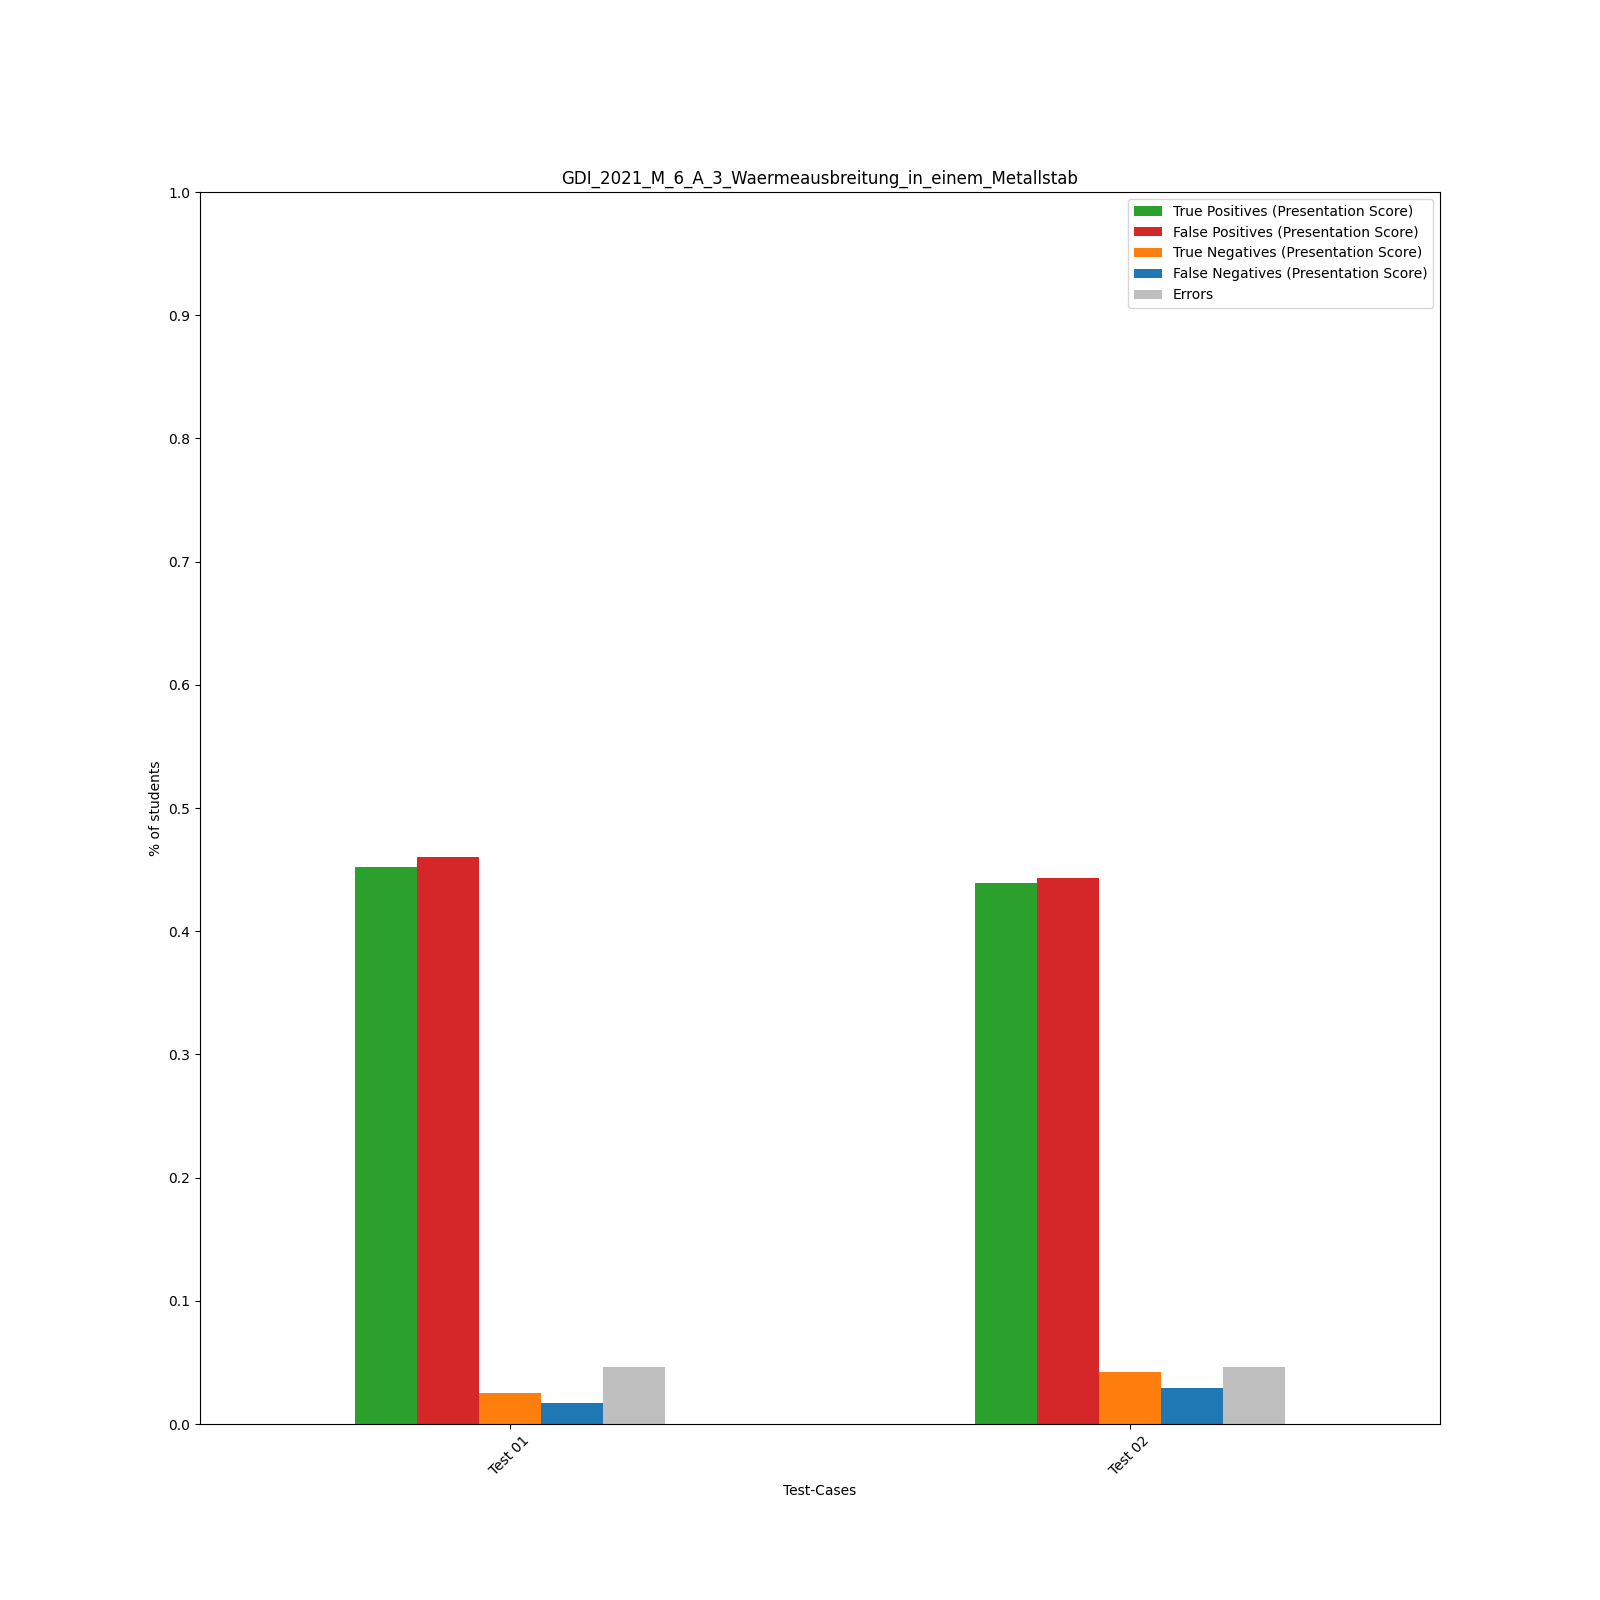 GDI_2021_M_6_A_3_Waermeausbreitung_in_einem_Metallstab
True Positives (Presentation Score)
False Positives (Presentation Score)
True Negatives (Presentation Score)
False Negatives (Presentation Score)
Errors
1.0
0.9
0.8
0.7
0.6
0.5
0.4
0.3
0.2
0.1
0.0
% of students
Test 01
Test 02
Test-Cases